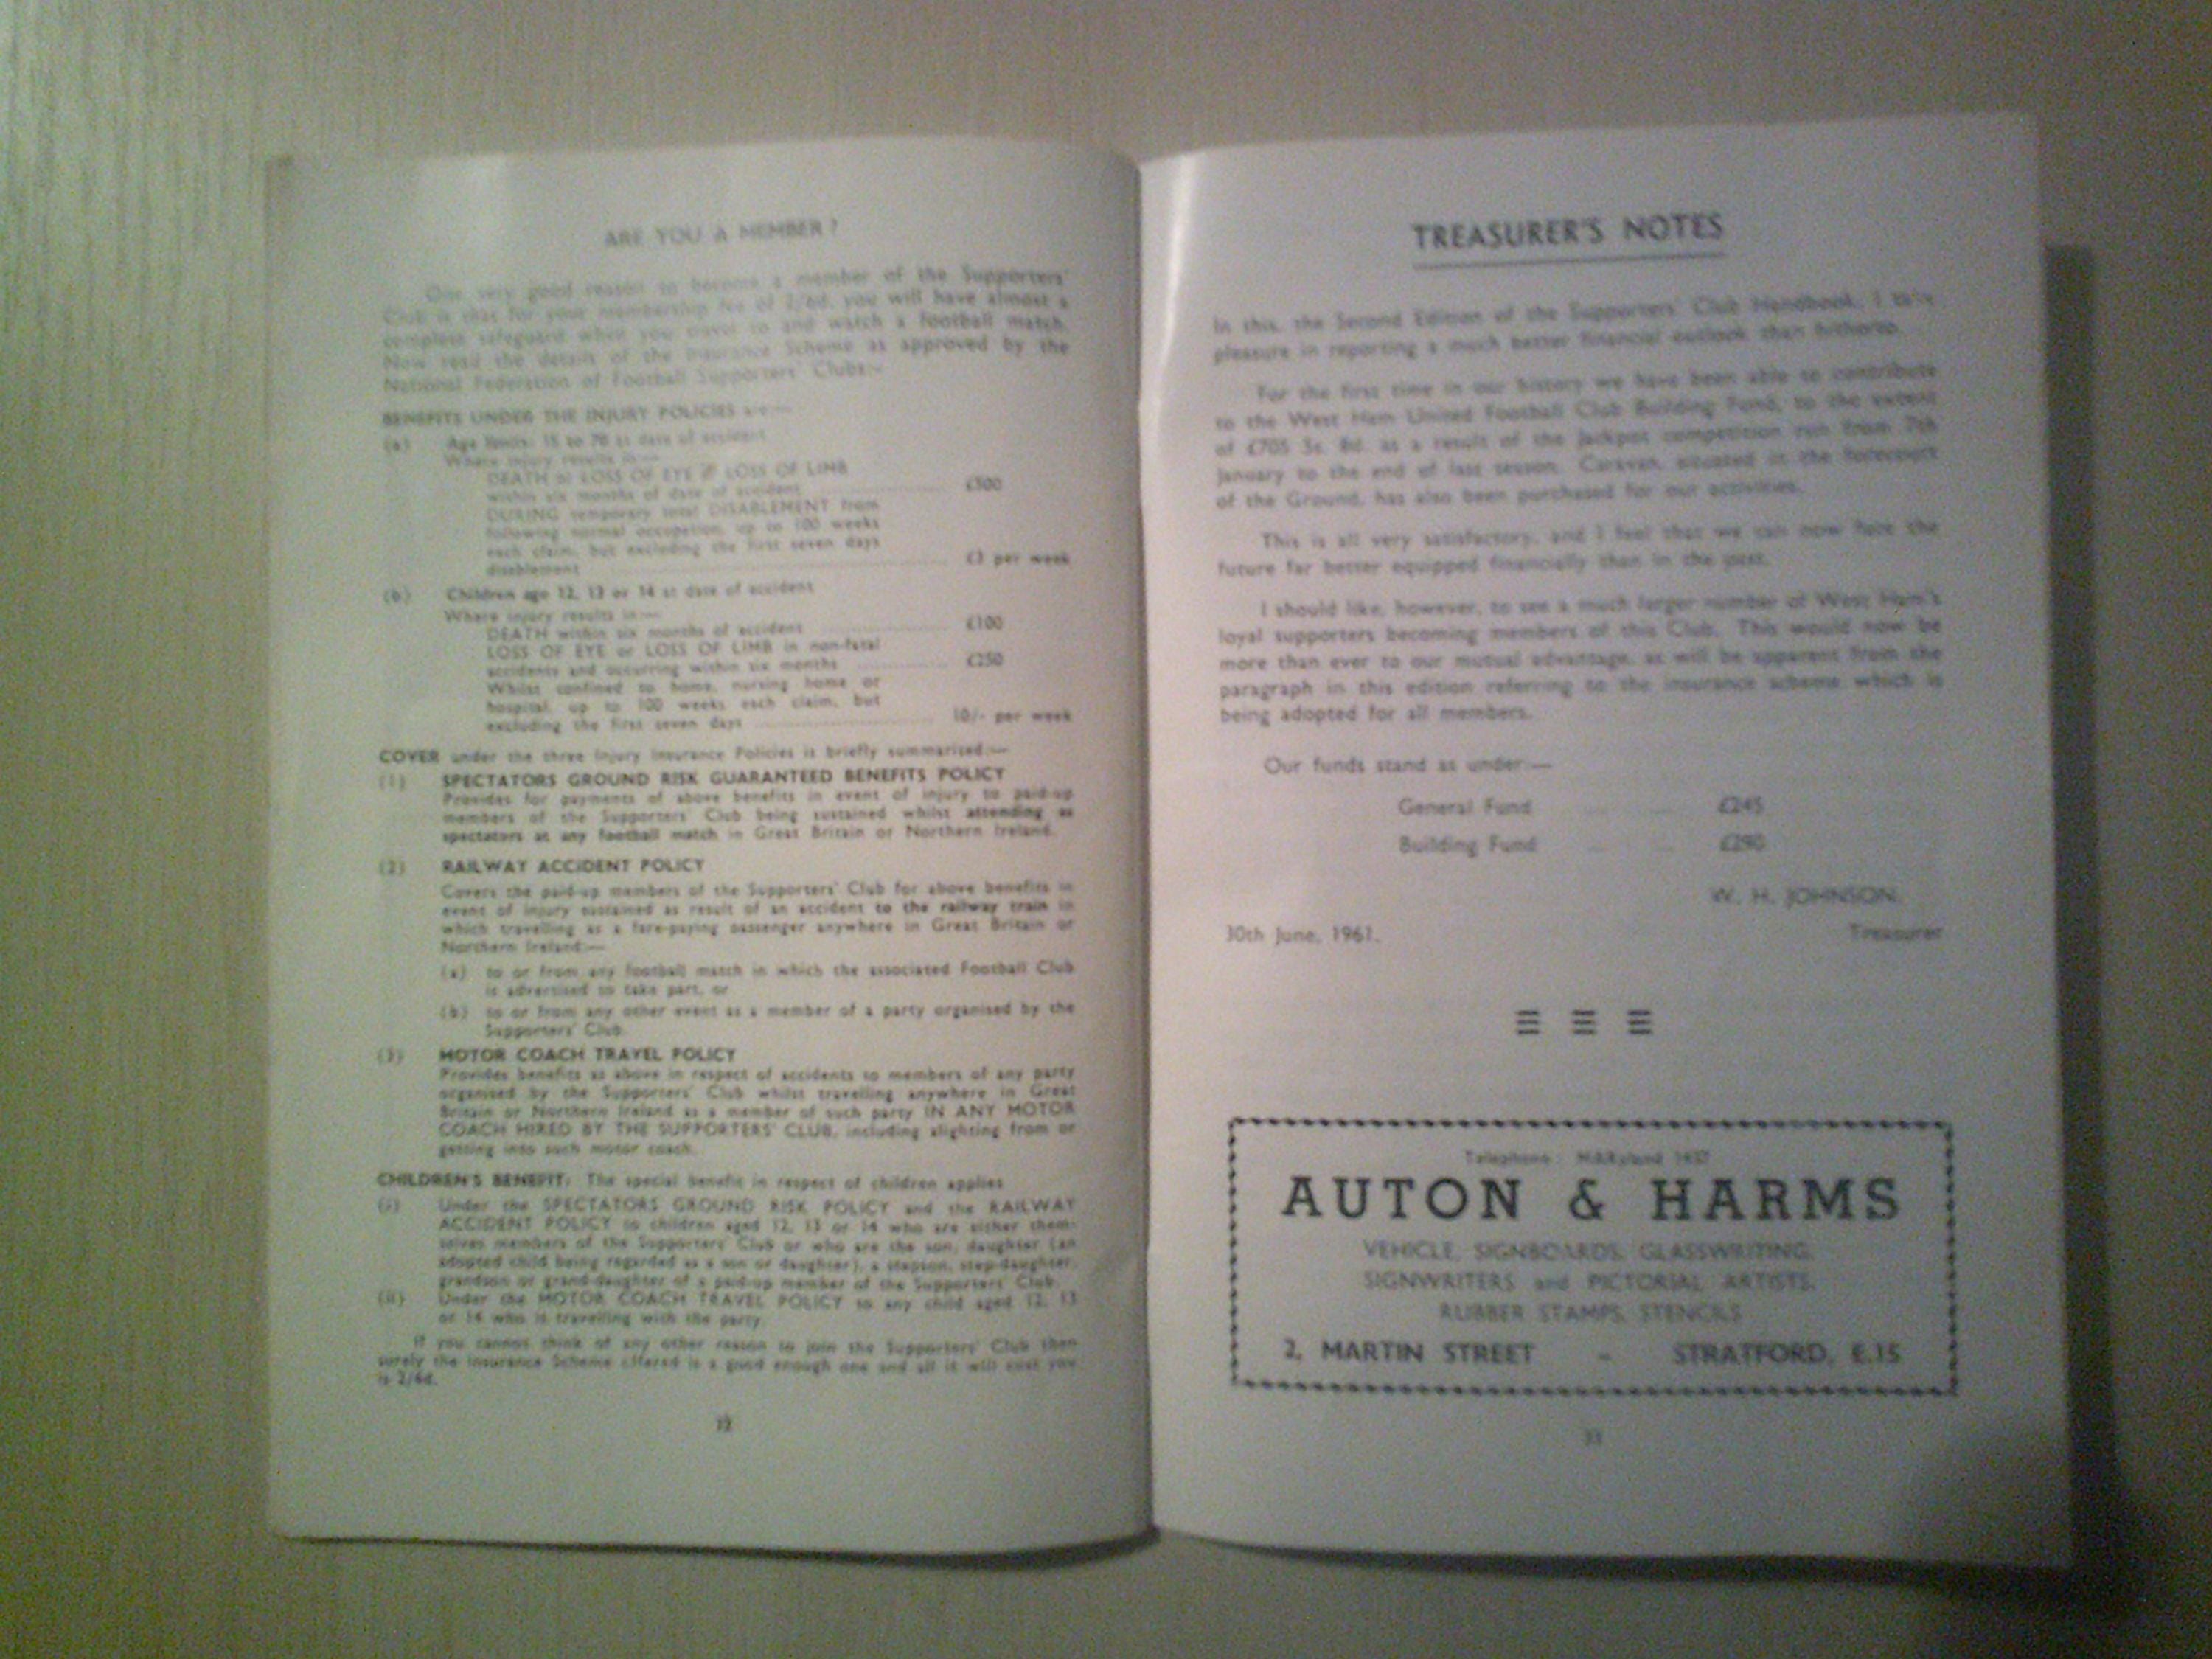 ARE YOU A MEMBER?
One very good reason to become a member of the Supporters'
Club is that for your membership fee of 2/6d. you will have almost a
complete safeguard when you travel to and watch a football match.
Now read the details of the Insurance Scheme as approved by the
National Federation of Football Supporters' Clubs:-
BENEFITS UNDER THE INJURY POLICIES are:—
(a) Age limits: 15 to 70 at date of accident
Where injury results in:—
DEATH or LOSS OF EYE or LOSS OF LIMB
within six months of date of accident £500
DURING temporary total DISABLEMENT from
following normal occupation, up to 100 weeks
each claim, but excluding the first seven days
disablement £3 per week
(b) Children age 12, 13 or 14 at date of accident
Where injury results in:—
DEATH within six months of accident £100
LOSS OF EYE or LOSS OF LIMB in non-fatal
accidents and occurring within six months £250
Whilst confined to home, nursing home or
hospital, up to 100 weeks each claim, but
excluding the first seven days 10/- per week
COVER under the three Injury Insurance Policies is briefly summarised:—
(1) SPECTATORS GROUND RISK GUARANTEED BENEFITS POLICY
Provides for payments of above benefits in event of injury to paid-up
members of the Supporters' Club being sustained whilst attending as
spectators at any football match in Great Britain or Northern Ireland.
(2) RAILWAY ACCIDENT POLICY
Covers the paid-up members of the Supporters' Club for above benefits in
event of injury sustained as result of an accident to the railway train in
which travelling as a fare-paying passenger anywhere in Great Britain or
Northern Ireland:—
(a) to or from any football match in which the associated Football Club
is advertised to take part, or
(b) to or from any other event as a member of a party organised by the
Supporters' Club.
(3) MOTOR COACH TRAVEL POLICY
Provides benefits as above in respect of accidents to members of any party
organised by the Supporters' Club whilst travelling anywhere in Great
Britain or Northern Ireland as a member of such party IN ANY MOTOR
COACH HIRED BY THE SUPPORTERS' CLUB, including alighting from or
getting into such motor coach.
CHILDREN'S BENEFIT: The special benefit in respect of children applies
(i) Under the SPECTATORS GROUND RISK POLICY and the RAILWAY
ACCIDENT POLICY to children aged 12, 13 or 14 who are either them-
selves members of the Supporters' Club or who are the son, daughter (an
adopted child being regarded as a son or daughter), a stepson, step-daughter,
grandson or grand-daughter of a paid-up member of the Supporters' Club.
(ii) Under the MOTOR COACH TRAVEL POLICY to any child aged 12, 13
or 14 who is travelling with the party.
If you cannot think of any other reason to join the Supporters' Club then
surely the Insurance Scheme offered is a good enough one and all it will cost you
is 2/6d.
12
TREASURER'S NOTES
In this, the Second Edition of the Supporters' Club Handbook, I take
pleasure in reporting a much better financial outlook than hitherto.
For the first time in our history we have been able to contribute
to the West Ham United Football Club Building Fund, to the extent
of £705 5s. 8d. as a result of the Jackpot competition run from 7th
January to the end of last season. Caravan, situated in the forecourt
of the Ground, has also been purchased for our activities.
This is all very satisfactory, and I feel that we can now face the
future far better equipped financially than in the past.
I should like, however, to see a much larger number of West Ham's
loyal supporters becoming members of this Club. This would now be
more than ever to our mutual advantage, as will be apparent from the
paragraph in this edition referring to the insurance scheme which is
being adopted for all members.
Our funds stand as under:—
General Fund £245
Building Fund £290
W. H. JOHNSON.
Treasurer
30th June, 1961.
Telephone: MARyland
AUTON & HARMS
VEHICLE, SIGNBOARDS, GLASSWRITING,
SIGNWRITERS and PICTORIAL ARTISTS.
RUBBER STAMPS, STENCILS
2, MARTIN STREET - STRATFORD, E.15